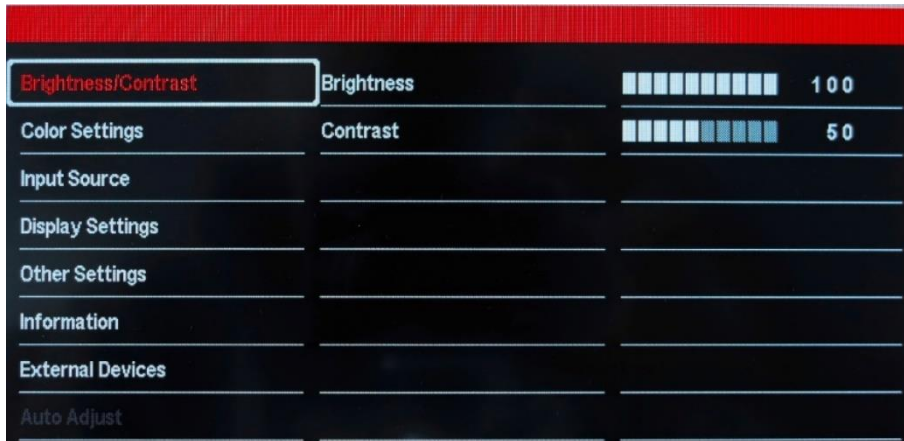 Brightness/Contrast Brightness 100
Color Settings Contrast 50
Input Source
Display Settings
Other Settings
Information
External Devices
Auto Adjust